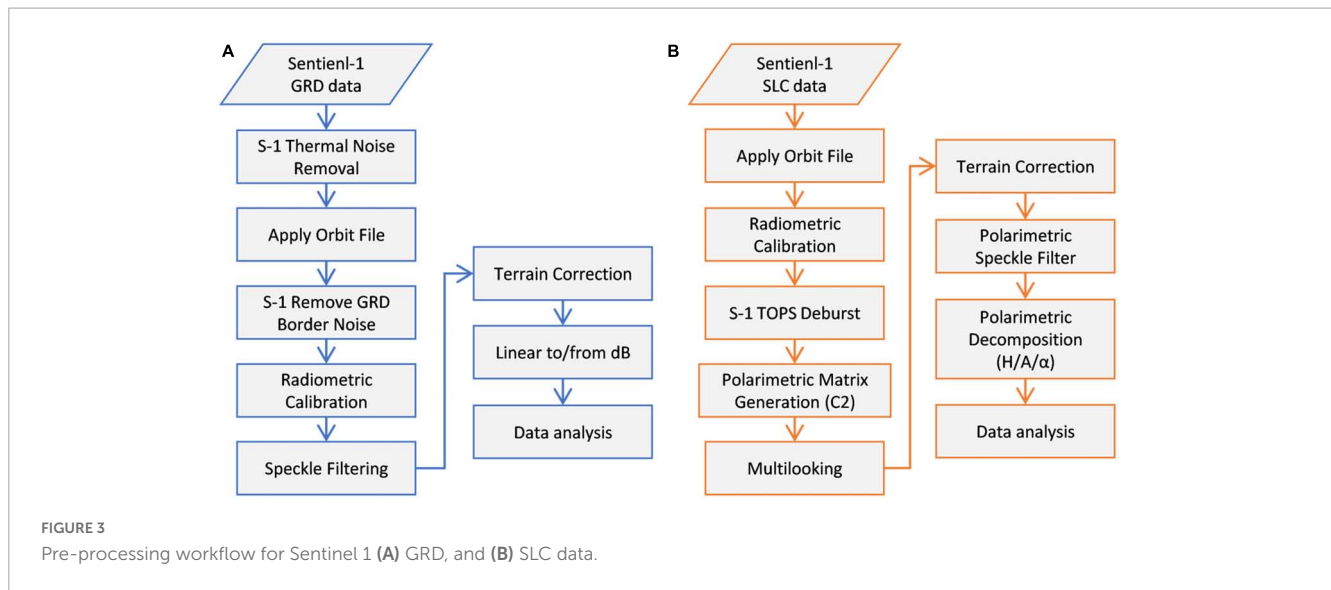 A
Sentienl-1
GRD data
S-1 Thermal Noise
Removal
Apply Orbit File
S-1 Remove GRD
Border Noise
Radiometric
Calibration
Speckle Filtering
Terrain Correction
Linear to/from dB
Data analysis
B
Sentienl-1
SLC data
Apply Orbit File
Radiometric
Calibration
S-1 TOPS Deburst
Polarimetric Matrix
Generation (C2)
Multilooking
Terrain Correction
Polarimetric
Speckle Filter
Polarimetric
Decomposition
(H/A/α)
Data analysis
FIGURE 3
Pre-processing workflow for Sentinel 1 (A) GRD, and (B) SLC data.